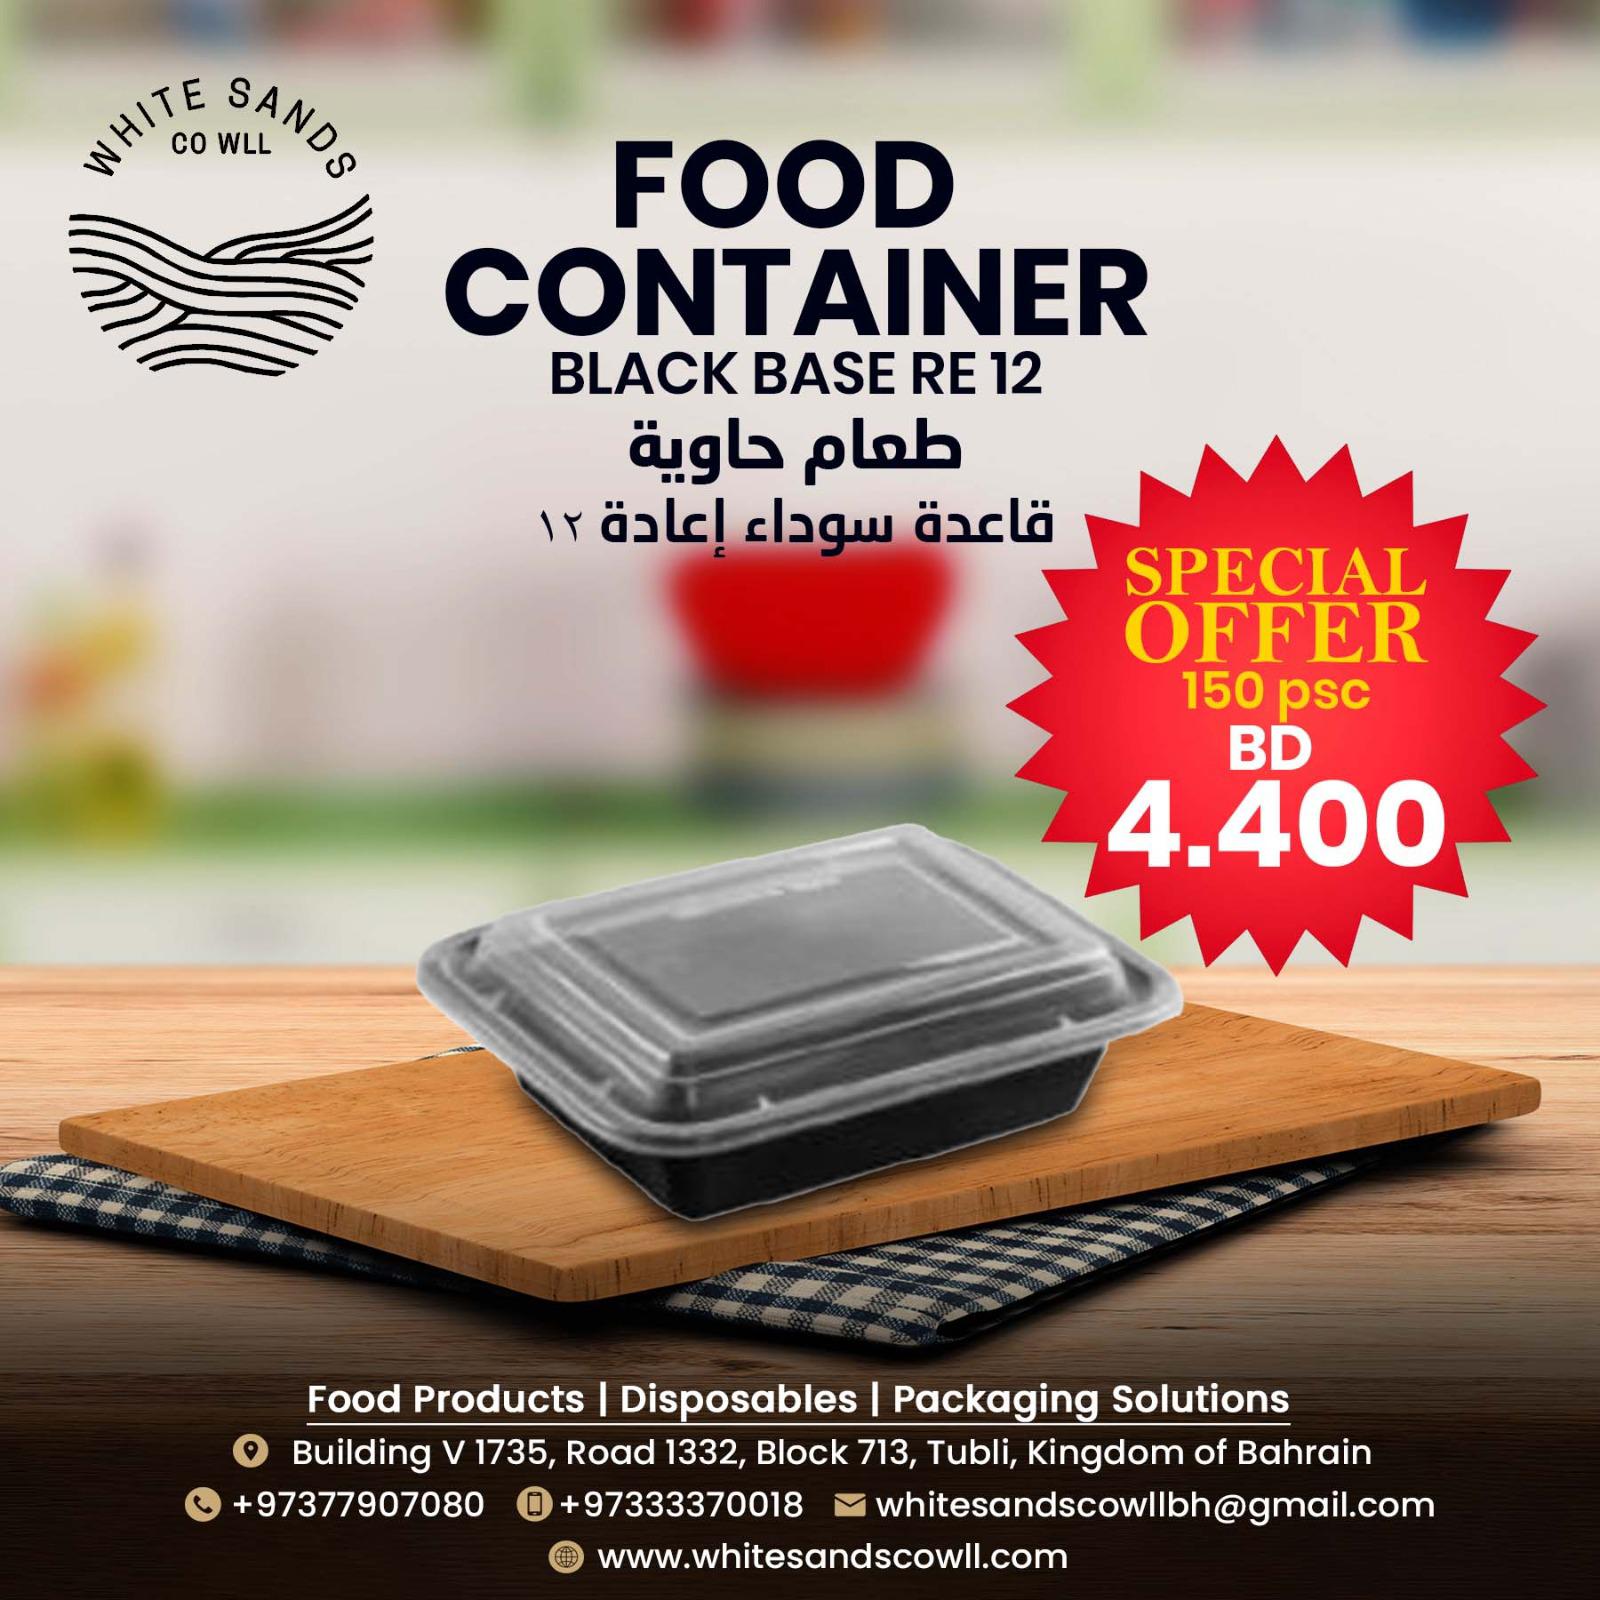 WHITE SANDS
CO WLL
FOOD
CONTAINER
BLACK BASE RE 12
طعام حاوية
قاعدة سوداء إعادة ١٢
SPECIAL
OFFER
150 psc
BD
4.400
Food Products | Disposables | Packaging Solutions
Building V 1735, Road 1332, Block 713, Tubli, Kingdom of Bahrain
+97377907080 +97333370018 whitesandscowllbh@gmail.com
www.whitesandscowll.com